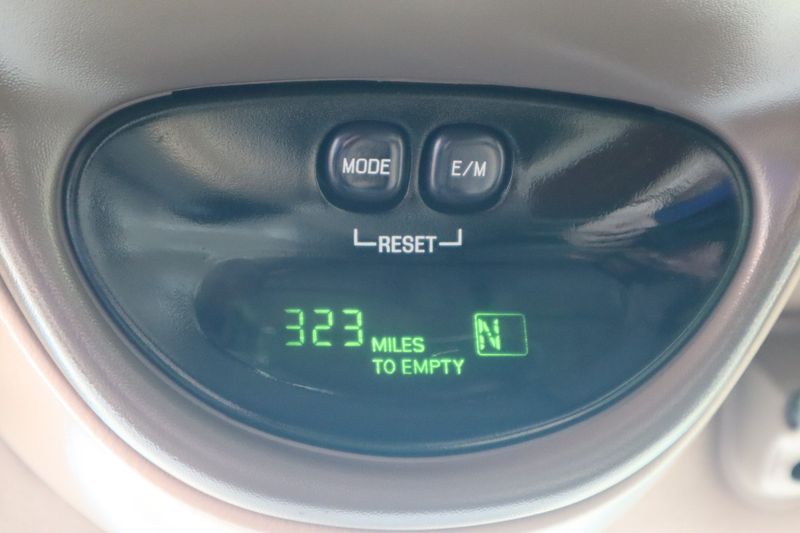 MODE E/M
RESET
323 MILES N
TO EMPTY